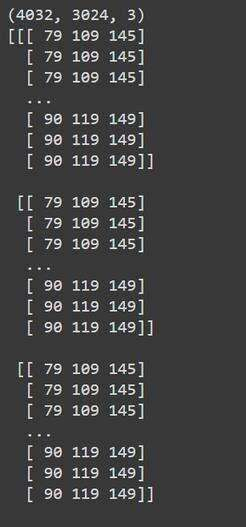 (4032, 3024, 3)
[[[ 79 109 145]
[ 79 109 145]
[ 79 109 145]
...
[ 90 119 149]
[ 90 119 149]
[ 90 119 149]]
[[ 79 109 145]
[ 79 109 145]
[ 79 109 145]
...
[ 90 119 149]
[ 90 119 149]
[ 90 119 149]]
[[ 79 109 145]
[ 79 109 145]
[ 79 109 145]
...
[ 90 119 149]
[ 90 119 149]
[ 90 119 149]]